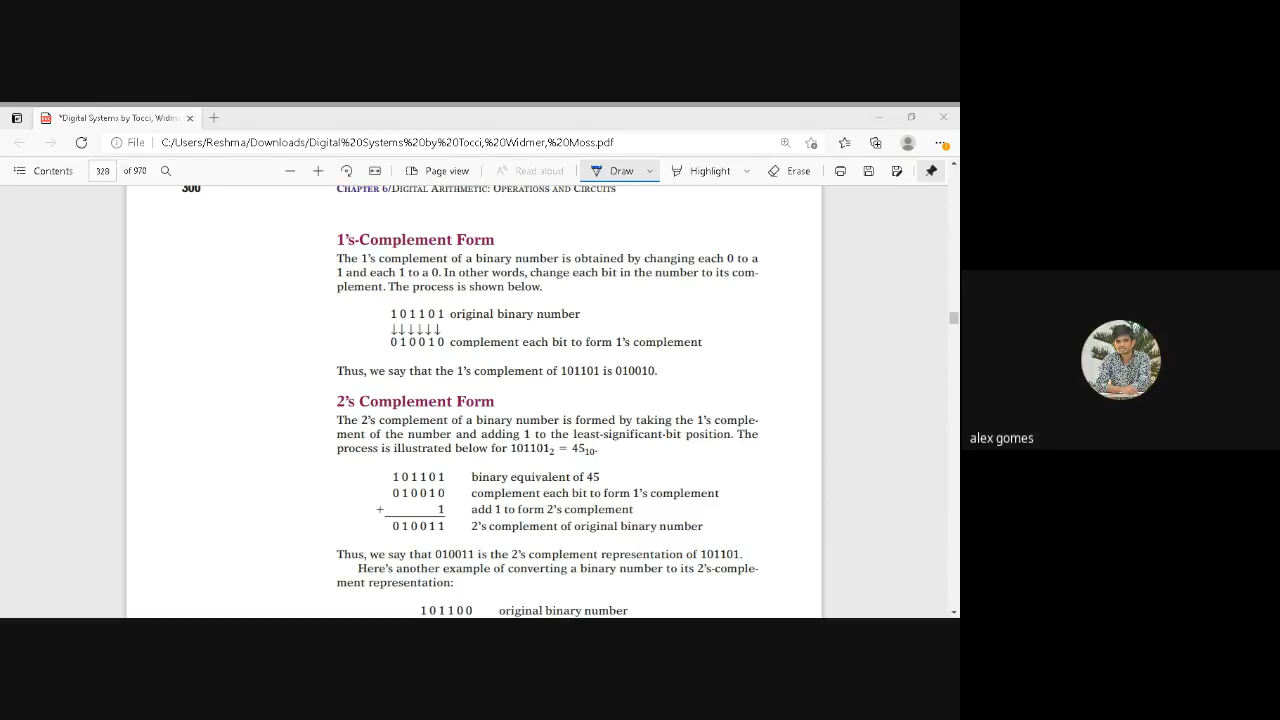 *Digital Systems by Tocci, Widme
File C:/Users/Reshma/Downloads/Digital%20Systems%20by%20Tocci,%20Widmer,%20Moss.pdf
Contents 328 of 970 Page view Read aloud Draw Highlight Erase
300 CHAPTER 6/DIGITAL ARITHMETIC: OPERATIONS AND CIRCUITS
1's-Complement Form
The 1's complement of a binary number is obtained by changing each 0 to a
1 and each 1 to a 0. In other words, change each bit in the number to its com-
plement. The process is shown below.
1 0 1 1 0 1 original binary number
↓↓↓↓↓↓
0 1 0 0 1 0 complement each bit to form 1's complement
Thus, we say that the 1's complement of 101101 is 010010.
2's Complement Form
The 2's complement of a binary number is formed by taking the 1's comple-
ment of the number and adding 1 to the least-significant-bit position. The
process is illustrated below for 101101₂ = 45₁₀.
1 0 1 1 0 1 binary equivalent of 45
0 1 0 0 1 0 complement each bit to form 1's complement
+ 1 add 1 to form 2's complement
0 1 0 0 1 1 2's complement of original binary number
Thus, we say that 010011 is the 2's complement representation of 101101.
Here's another example of converting a binary number to its 2's-comple-
ment representation:
1 0 1 1 0 0 original binary number
alex gomes